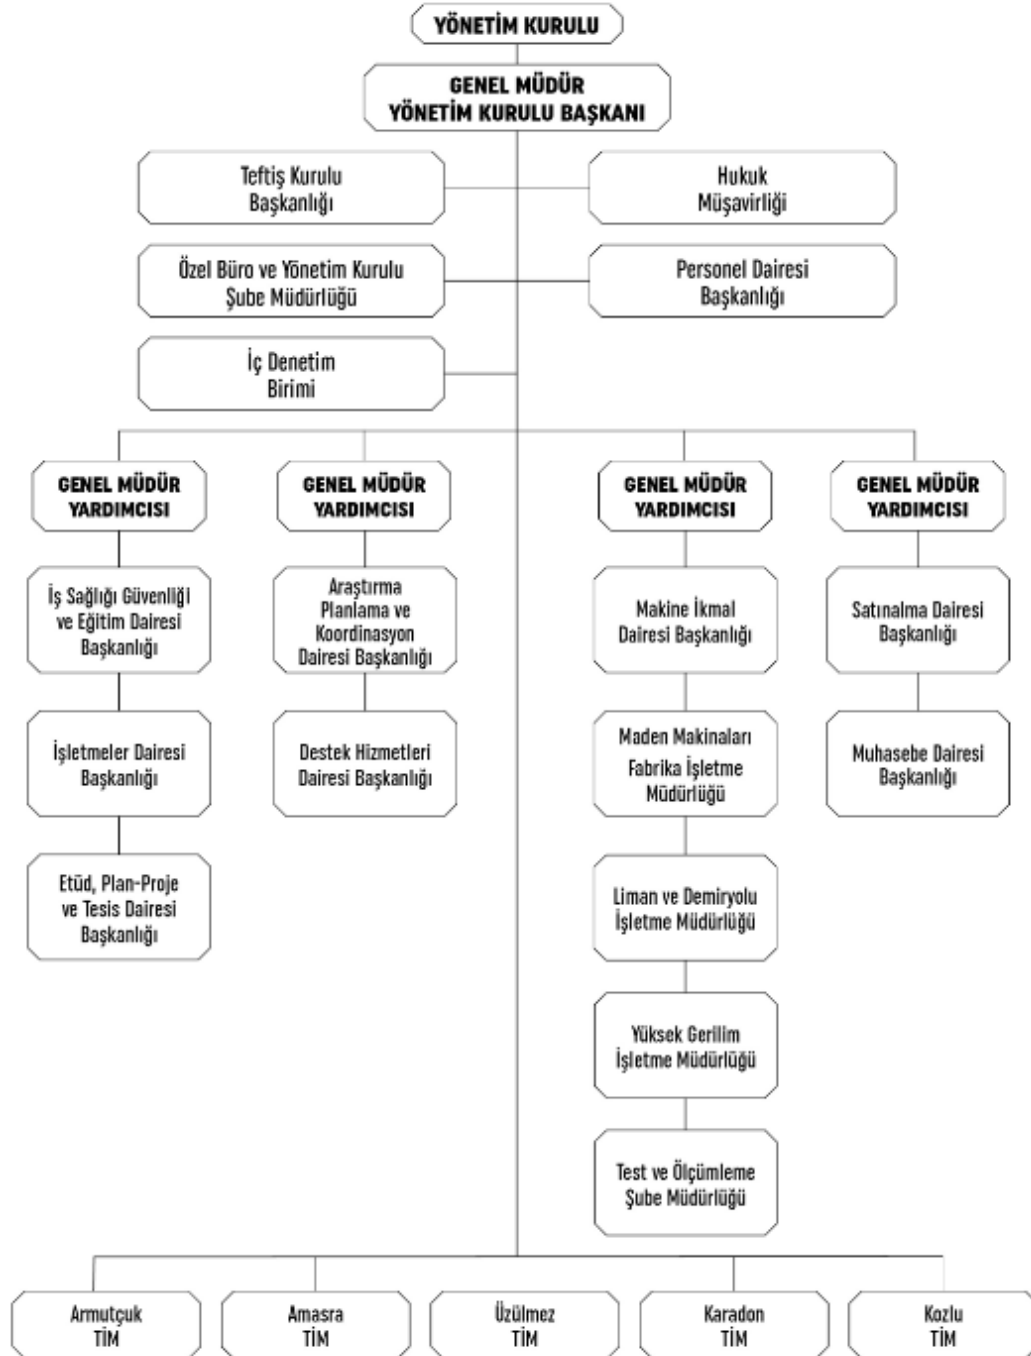 YÖNETİM KURULU
GENEL MÜDÜR
YÖNETİM KURULU BAŞKANI
Teftiş Kurulu
Başkanlığı
Hukuk
Müşavirliği
Özel Büro ve Yönetim Kurulu
Şube Müdürlüğü
Personel Dairesi
Başkanlığı
İç Denetim
Birimi
GENEL MÜDÜR
YARDIMCISI
İş Sağlığı Güvenliği
ve Eğitim Dairesi
Başkanlığı
İşletmeler Dairesi
Başkanlığı
Etüd, Plan-Proje
ve Tesis Dairesi
Başkanlığı
GENEL MÜDÜR
YARDIMCISI
Araştırma
Planlama ve
Koordinasyon
Dairesi Başkanlığı
Destek Hizmetleri
Dairesi Başkanlığı
GENEL MÜDÜR
YARDIMCISI
Makine İkmal
Dairesi Başkanlığı
Maden Makinaları
Fabrika İşletme
Müdürlüğü
Liman ve Demiryolu
İşletme Müdürlüğü
Yüksek Gerilim
İşletme Müdürlüğü
Test ve Ölçümleme
Şube Müdürlüğü
GENEL MÜDÜR
YARDIMCISI
Satınalma Dairesi
Başkanlığı
Muhasebe Dairesi
Başkanlığı
Armutçuk
TİM
Amasra
TİM
Üzülmez
TİM
Karadon
TİM
Kozlu
TİM